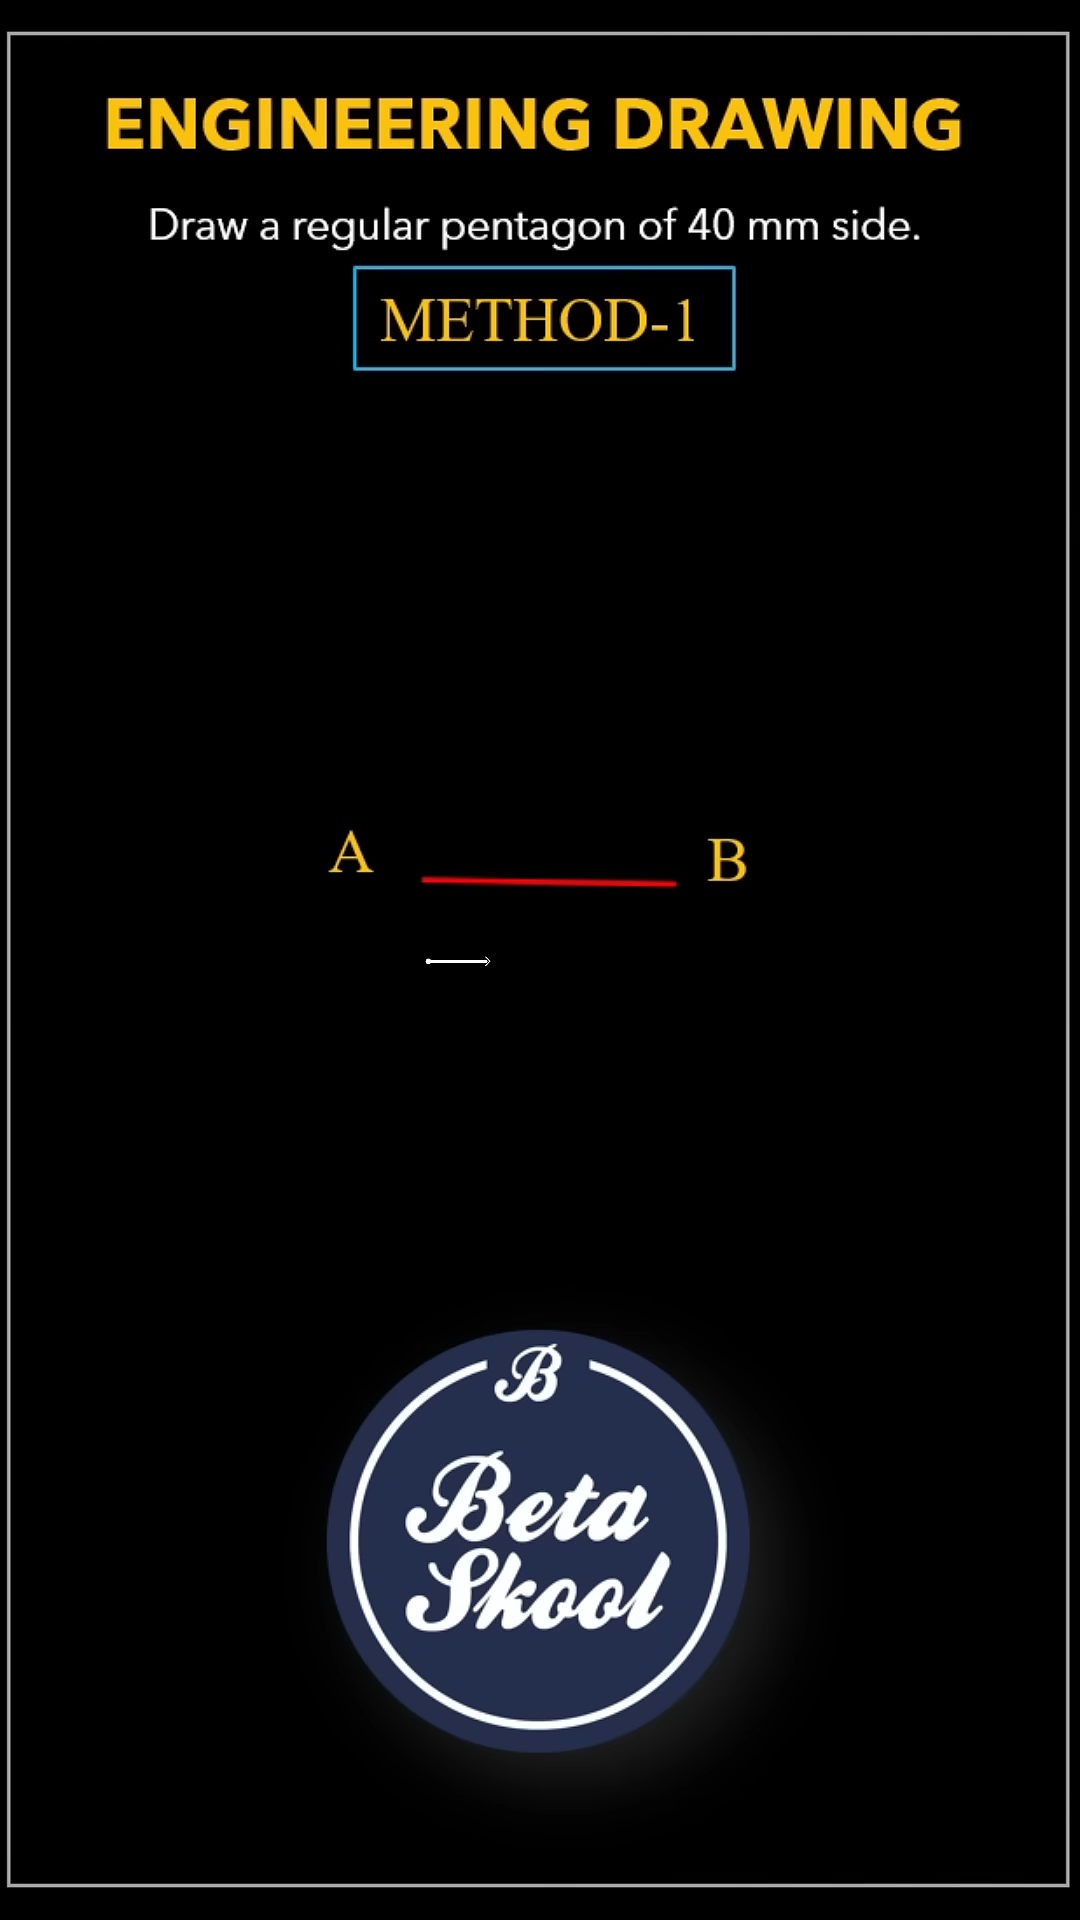 ENGINEERING DRAWING
Draw a regular pentagon of 40 mm side.
METHOD-1
A
B
B
Beta
Skool